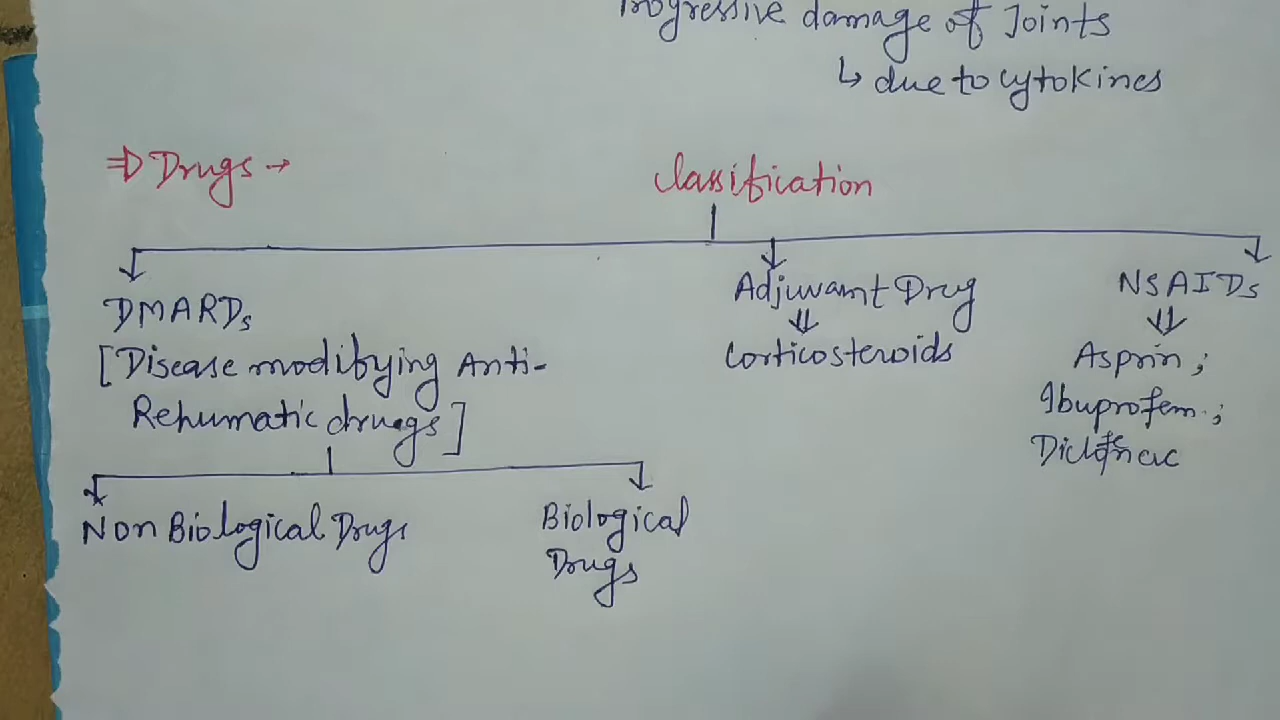 Progressive damage of Joints
↳ due to cytokines
⇒ Drugs →
Classification
DMARDs
[Disease modifying Anti-
Rehumatic drugs]
Non Biological Drugs
Biological
Drugs
Adjuvant Drug
⇓
Corticosteroids
NSAIDs
⇓
Asprin;
Ibuprofen;
Diclofenac